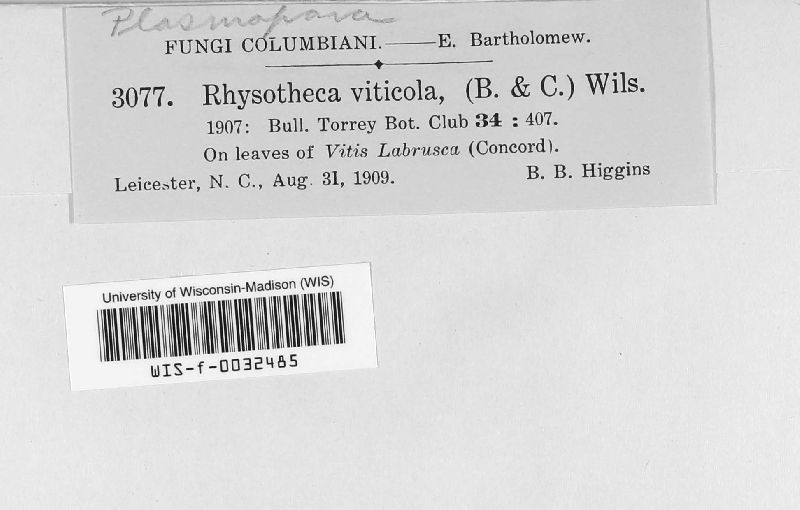 Plasmopara
FUNGI COLUMBIANI.——E. Bartholomew.
3077. Rhysotheca viticola, (B. & C.) Wils.
1907: Bull. Torrey Bot. Club 34 : 407.
On leaves of Vitis Labrusca (Concord).
Leicester, N. C., Aug. 31, 1909. B. B. Higgins
University of Wisconsin-Madison (WIS)
WIS-f-0032485